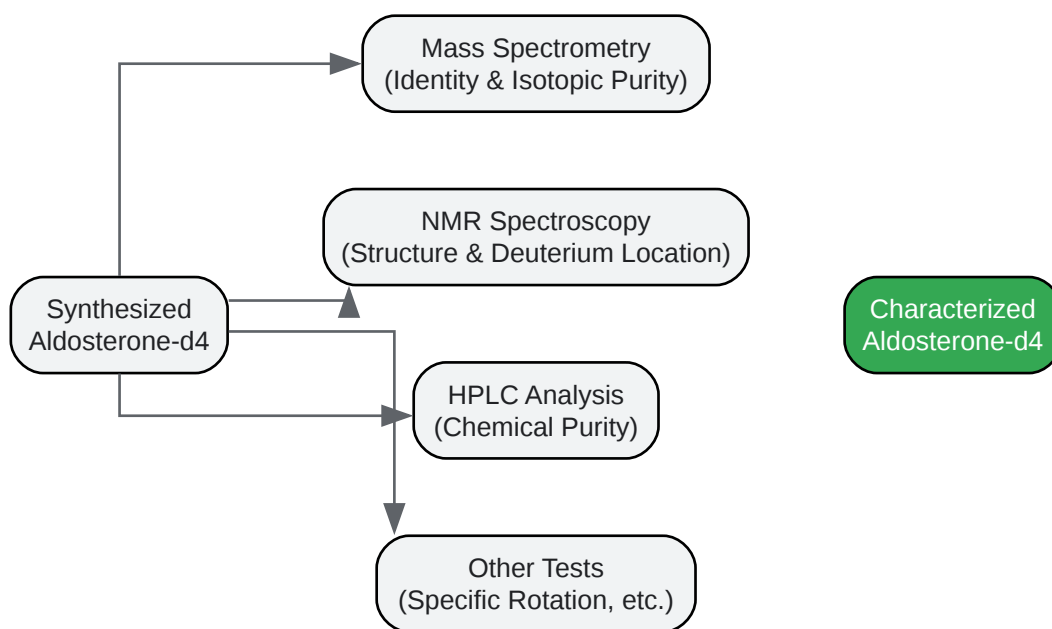 Mass Spectrometry
(Identity & Isotopic Purity)
NMR Spectroscopy
(Structure & Deuterium Location)
Synthesized
Aldosterone-d4
Characterized
Aldosterone-d4
HPLC Analysis
(Chemical Purity)
Other Tests
(Specific Rotation, etc.)